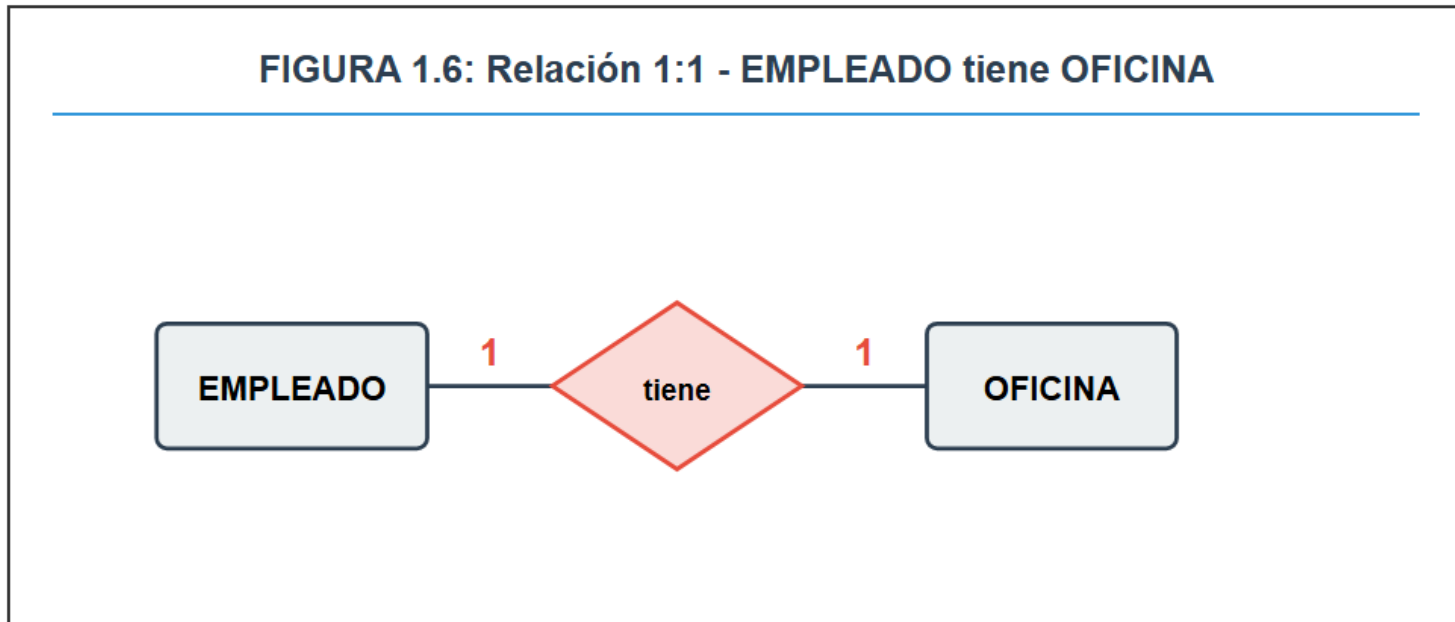 FIGURA 1.6: Relación 1:1 - EMPLEADO tiene OFICINA
1 1
EMPLEADO tiene OFICINA